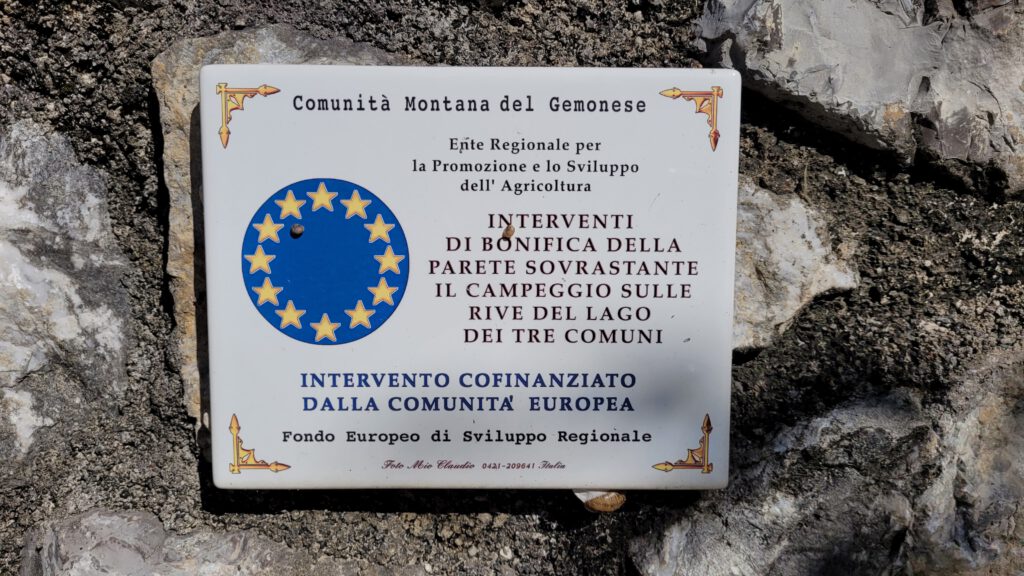 Comunità Montana del Gemonese
Ente Regionale per
la Promozione e lo Sviluppo
dell' Agricoltura
INTERVENTI
DI BONIFICA DELLA
PARETE SOVRASTANTE
IL CAMPEGGIO SULLE
RIVE DEL LAGO
DEI TRE COMUNI
INTERVENTO COFINANZIATO
DALLA COMUNITA' EUROPEA
Fondo Europeo di Sviluppo Regionale
Foto Mio Claudio 0421-209641 Italia